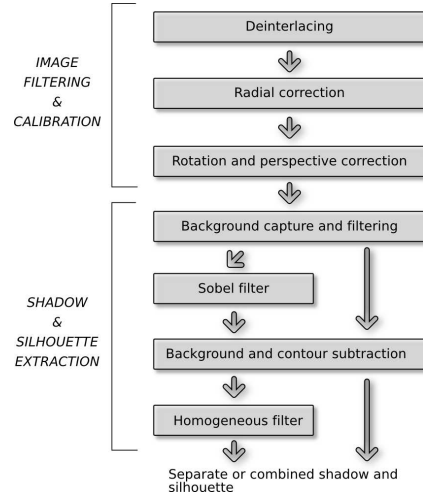 Deinterlacing
IMAGE
FILTERING
&
CALIBRATION
Radial correction
Rotation and perspective correction
Background capture and filtering
SHADOW
&
SILHOUETTE
EXTRACTION
Sobel filter
Background and contour subtraction
Homogeneous filter
Separate or combined shadow and
silhouette